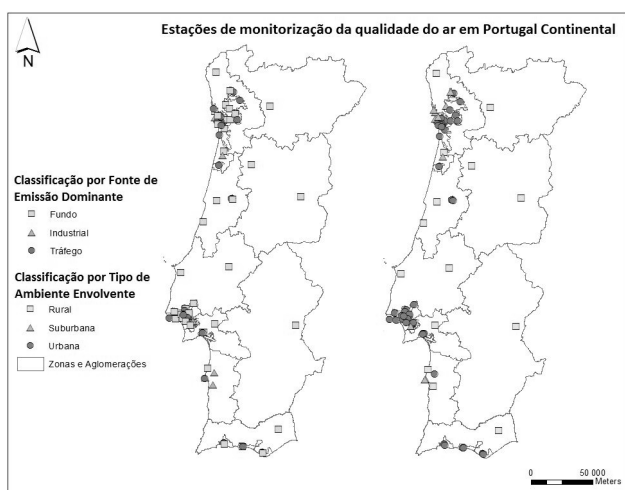 Estações de monitorização da qualidade do ar em Portugal Continental
N
Classificação por Fonte de
Emissão Dominante
Fundo
Industrial
Tráfego
Classificação por Tipo de
Ambiente Envolvente
Rural
Suburbana
Urbana
Zonas e Aglomerações
0 50 000
Meters